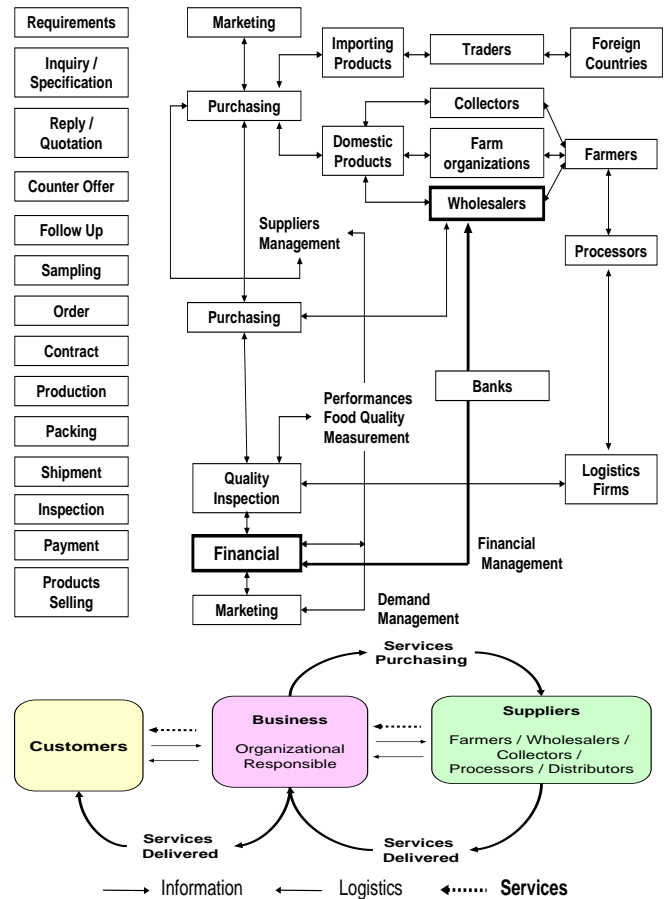 Requirements
Inquiry /
Specification
Reply /
Quotation
Counter Offer
Follow Up
Sampling
Order
Contract
Production
Packing
Shipment
Inspection
Payment
Products
Selling
Marketing
Importing
Products
Traders
Foreign
Countries
Purchasing
Collectors
Domestic
Products
Farm
organizations
Farmers
Wholesalers
Suppliers
Management
Processors
Purchasing
Banks
Performances
Food Quality
Measurement
Quality
Inspection
Logistics
Firms
Financial
Financial
Management
Marketing
Demand
Management
Services
Purchasing
Customers
Business
Organizational
Responsible
Suppliers
Farmers / Wholesalers /
Collectors /
Processors / Distributors
Services
Delivered
Services
Delivered
Information
Logistics
Services